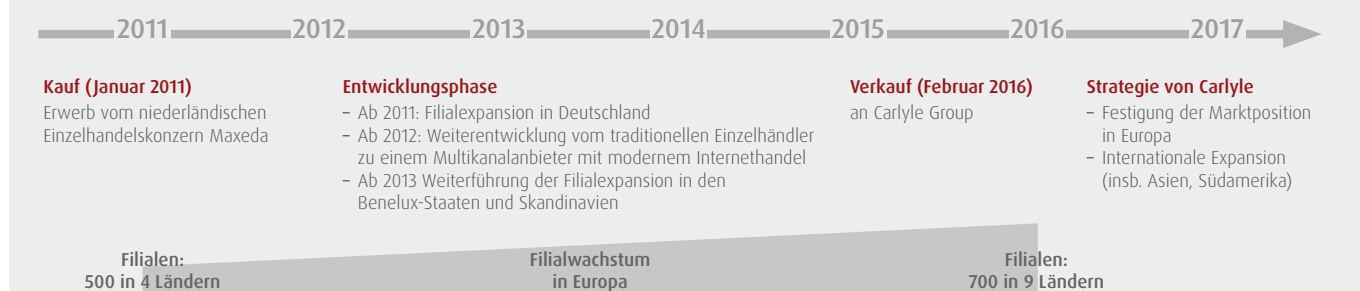 2011 2012 2013 2014 2015 2016 2017
Kauf (Januar 2011)
Erwerb vom niederländischen
Einzelhandelskonzern Maxeda
Entwicklungsphase
– Ab 2011: Filialexpansion in Deutschland
– Ab 2012: Weiterentwicklung vom traditionellen Einzelhändler
zu einem Multikanalanbieter mit modernem Internethandel
– Ab 2013 Weiterführung der Filialexpansion in den
Benelux-Staaten und Skandinavien
Verkauf (Februar 2016)
an Carlyle Group
Strategie von Carlyle
– Festigung der Marktposition
in Europa
– Internationale Expansion
(insb. Asien, Südamerika)
Filialen:
500 in 4 Ländern
Filialwachstum
in Europa
Filialen:
700 in 9 Ländern